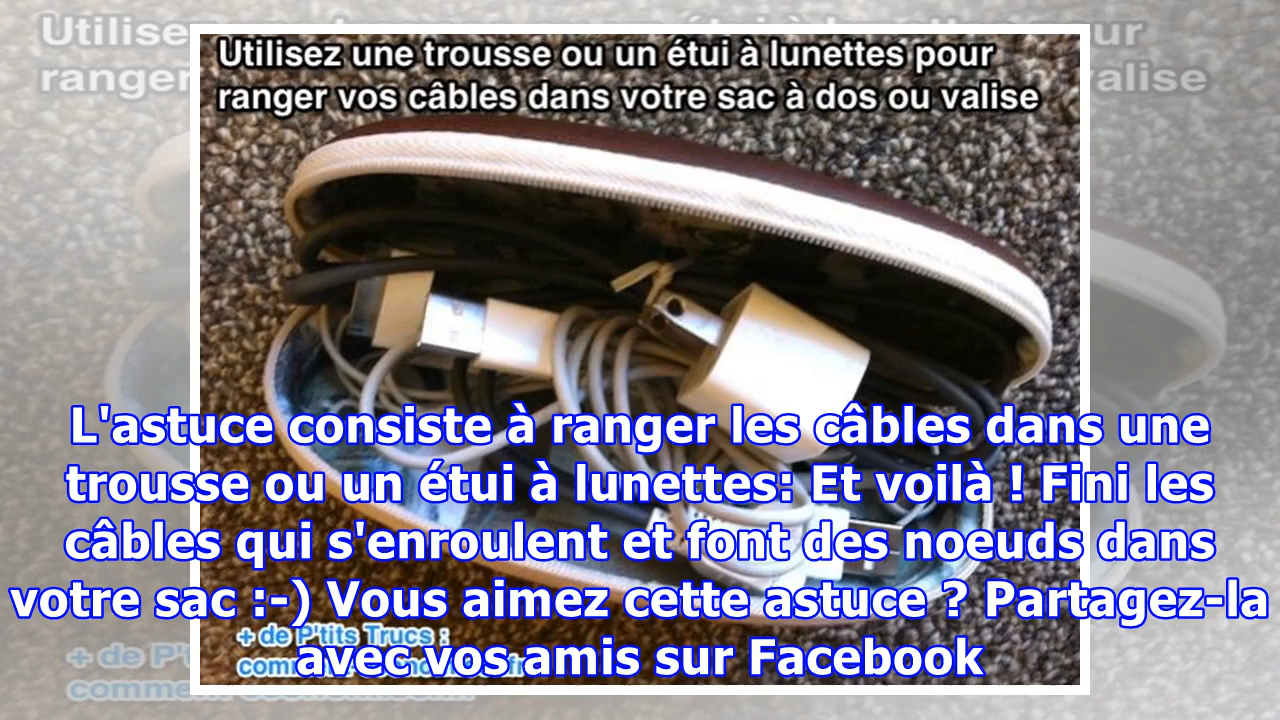 Utilisez une trousse ou un étui à lunettes pour
ranger vos câbles dans votre sac à dos ou valise
L'astuce consiste à ranger les câbles dans une
trousse ou un étui à lunettes: Et voilà ! Fini les
câbles qui s'enroulent et font des noeuds dans
votre sac :-) Vous aimez cette astuce ? Partagez-la
+ de P'tits Trucs :
avec vos amis sur Facebook